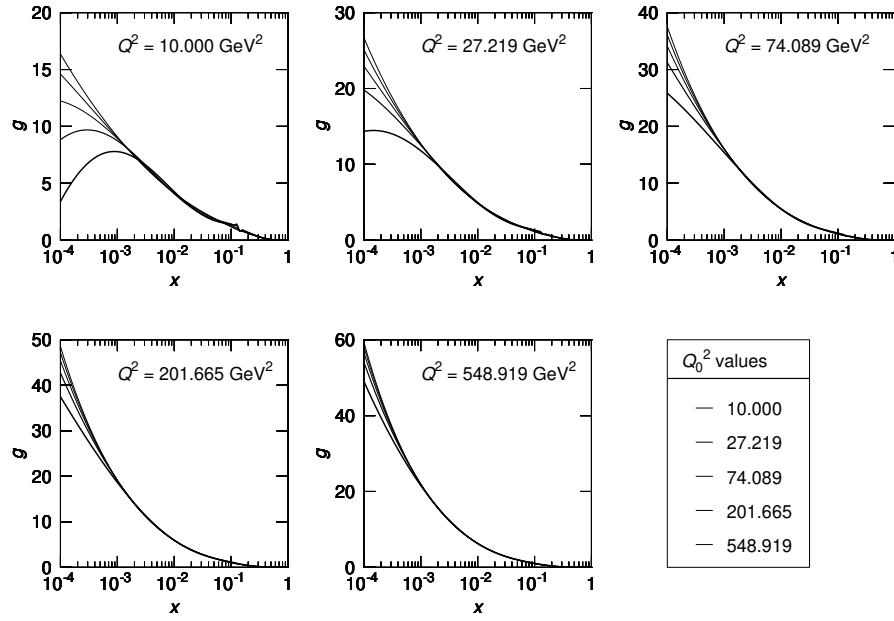 Q² = 10.000 GeV²
20
15
10
5
0
g
10⁻⁴ 10⁻³ 10⁻² 10⁻¹ 1
x
Q² = 27.219 GeV²
30
20
10
0
g
10⁻⁴ 10⁻³ 10⁻² 10⁻¹ 1
x
Q² = 74.089 GeV²
40
30
20
10
0
g
10⁻⁴ 10⁻³ 10⁻² 10⁻¹ 1
x
Q² = 201.665 GeV²
50
40
30
20
10
0
g
10⁻⁴ 10⁻³ 10⁻² 10⁻¹ 1
x
Q² = 548.919 GeV²
60
40
20
0
g
10⁻⁴ 10⁻³ 10⁻² 10⁻¹ 1
x
Q₀² values
10.000
27.219
74.089
201.665
548.919